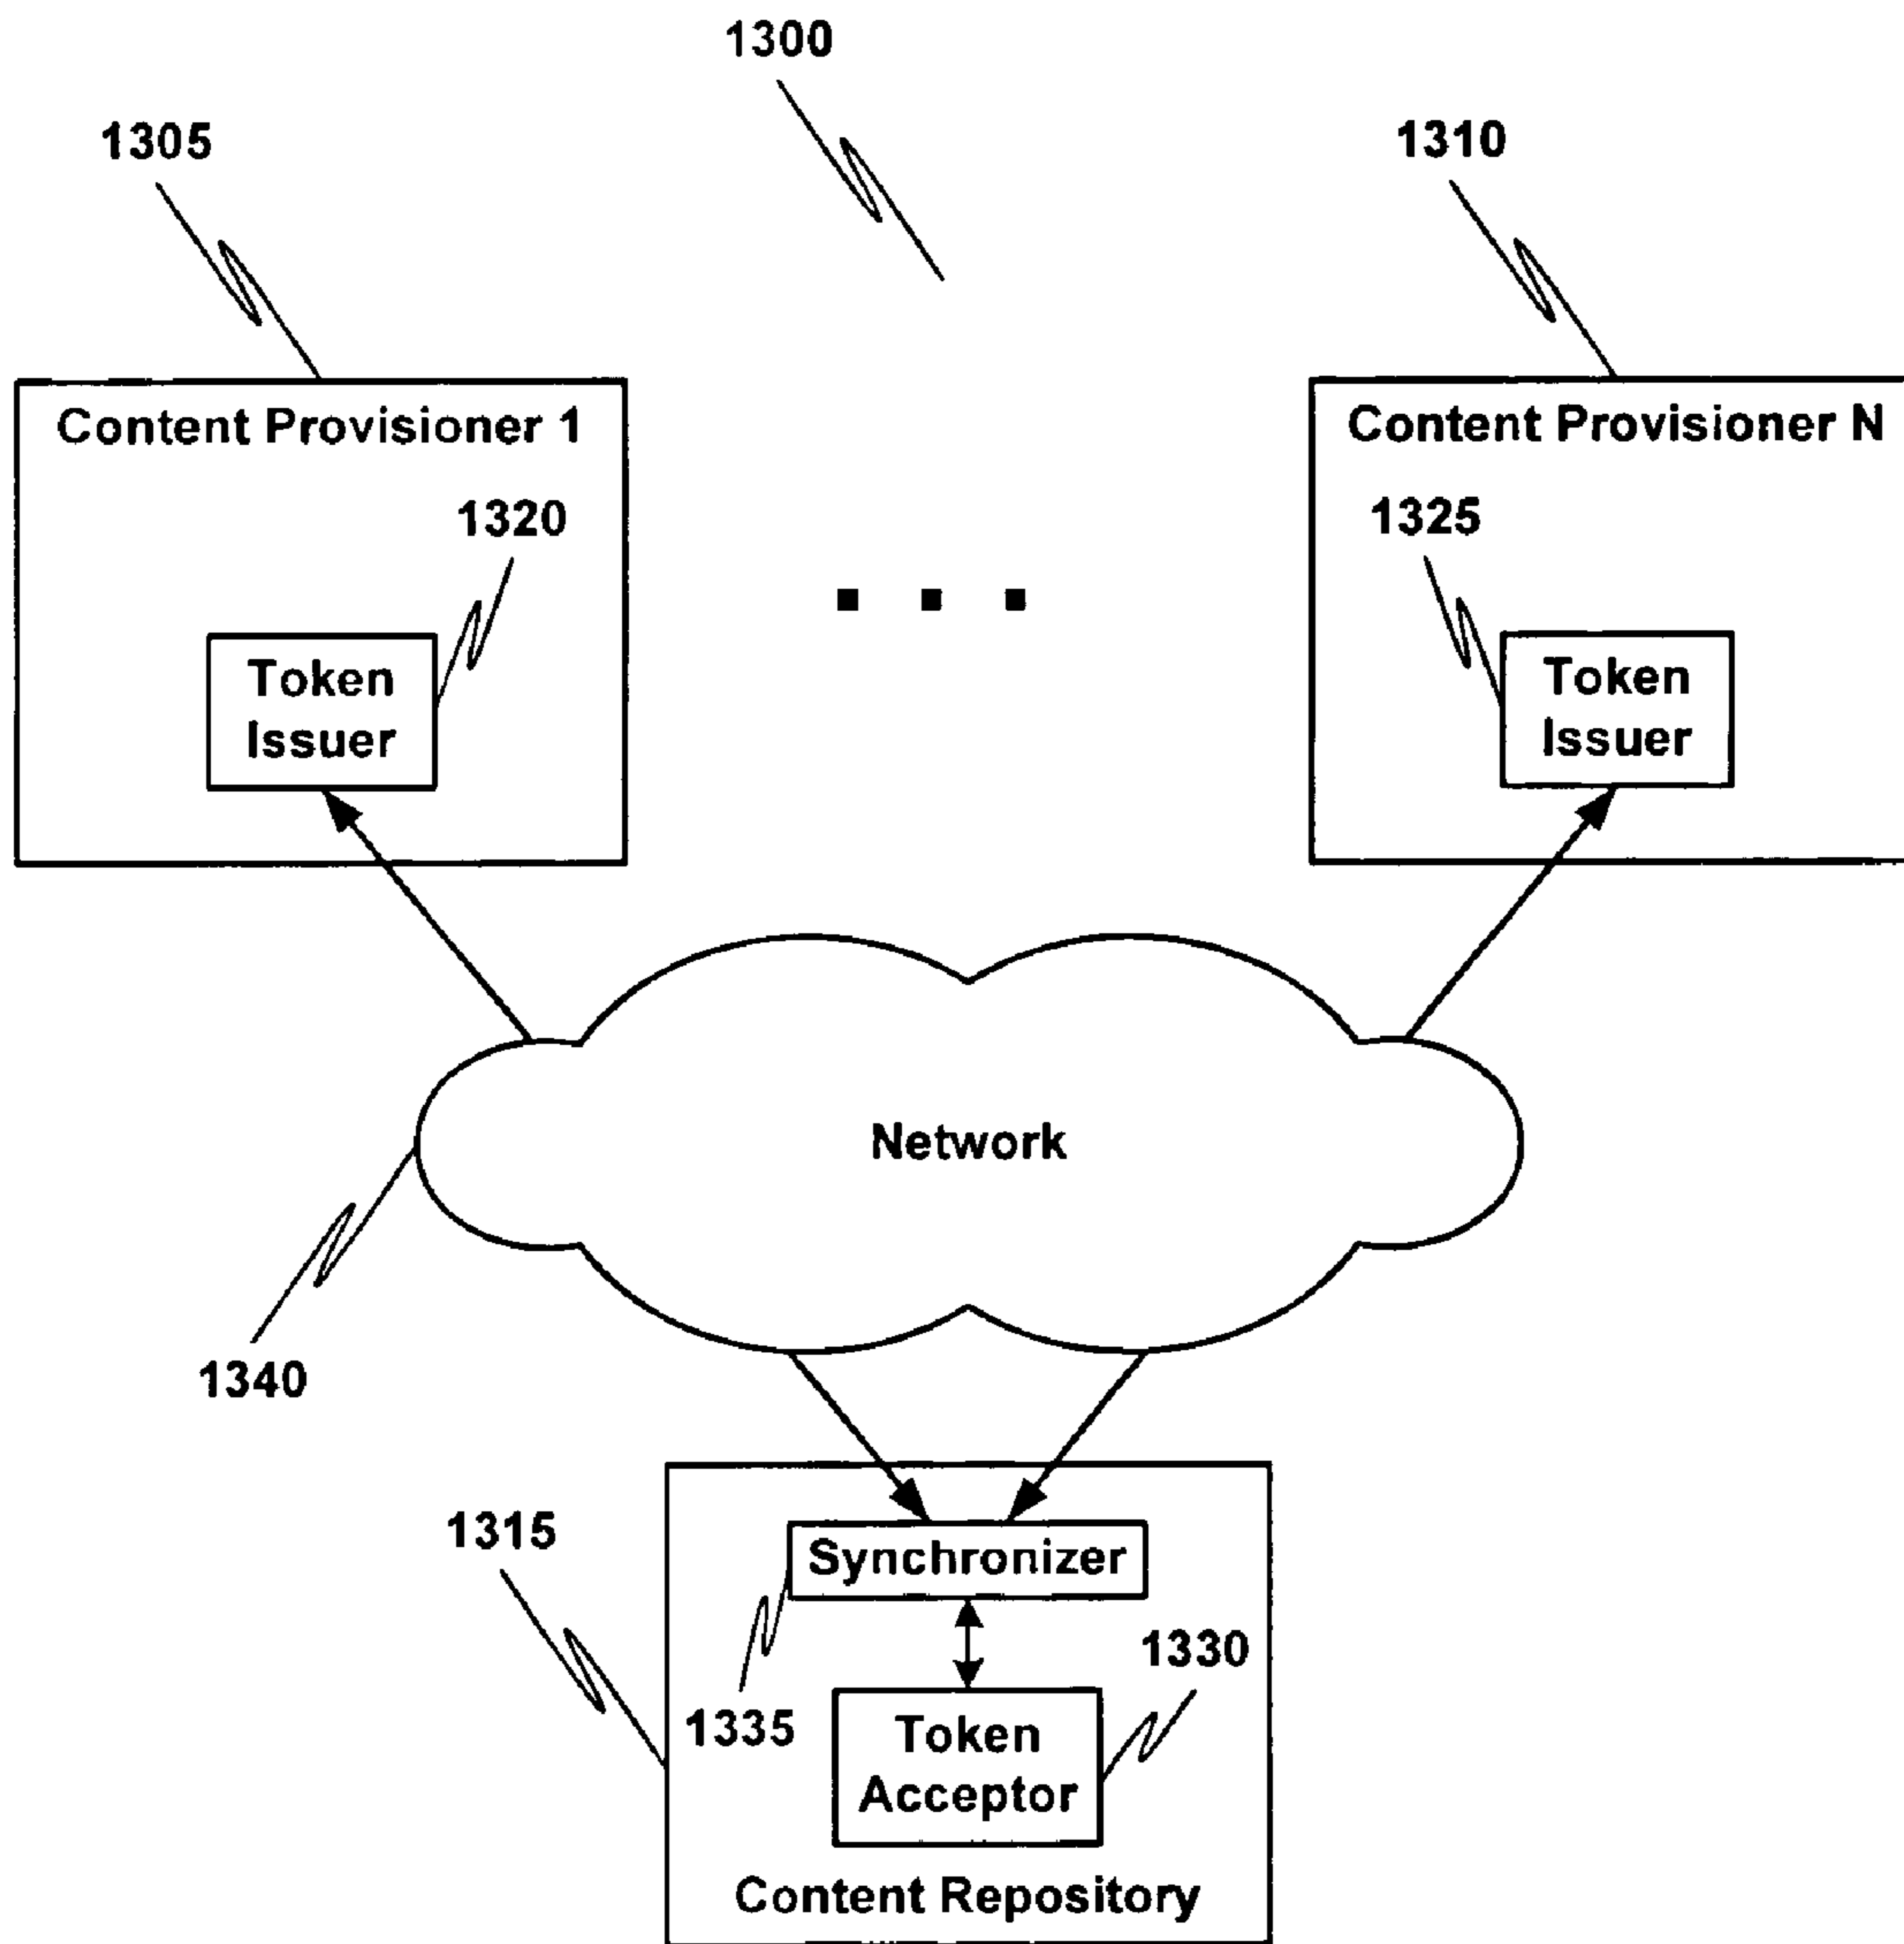 1300
1305
1310
Content Provisioner 1
Content Provisioner N
1320
1325
Token
Issuer
Token
Issuer
Network
1340
1315
Synchronizer
1330
1335
Token
Acceptor
Content Repository